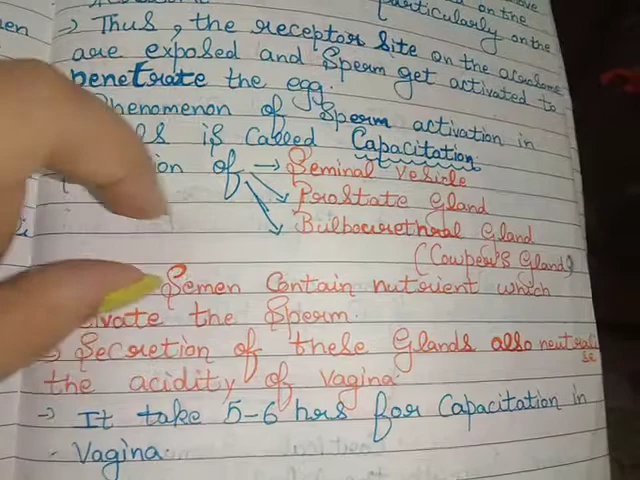 particularly on the
⇒ Thus, the receptor site on the acrosome
are exposed and Sperm get activated to
penetrate the egg.
Phenomenon of Sperm activation in
is Called Capacitation
of → Seminal vesicle
Prostate Gland
Bulbourethral Gland
(Cowper's Gland)
Semen Contain nutrient which
the Sperm.
Secretion of these Glands also neutrali
se
the acidity of vagina
→ It take 5-6 hrs for Capacitation in
Vagina.